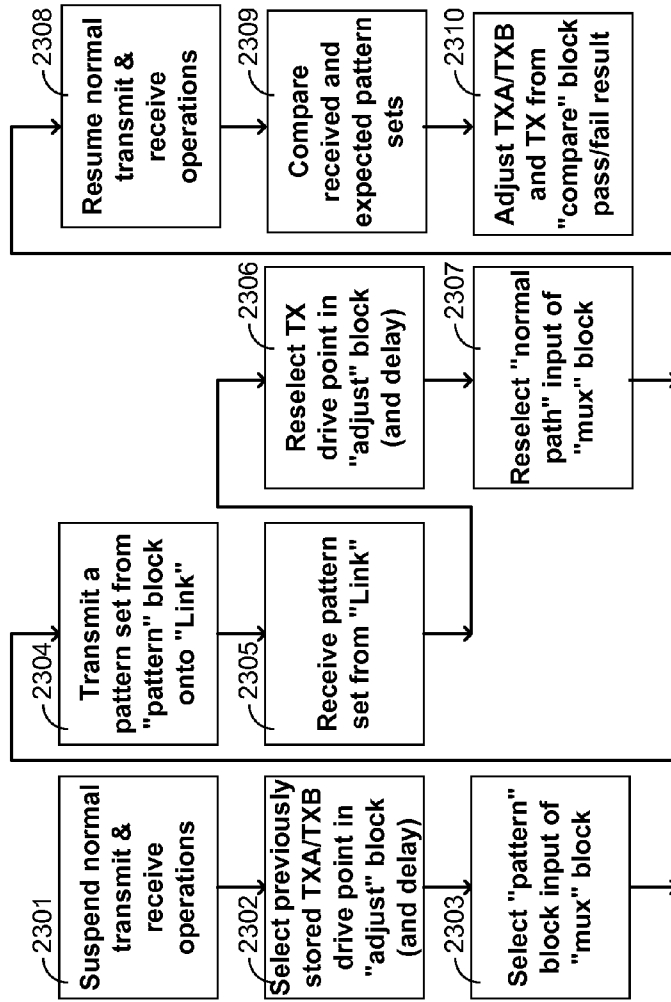 2301
Suspend normal
transmit &
receive
operations
2302
Select previously
stored TXA/TXB
drive point in
"adjust" block
(and delay)
2303
Select "pattern"
block input of
"mux" block
2304
Transmit a
pattern set from
"pattern" block
onto "Link"
2305
Receive pattern
set from "Link"
2306
Reselect TX
drive point in
"adjust" block
(and delay)
2307
Reselect "normal
path" input of
"mux" block
2308
Resume normal
transmit &
receive
operations
2309
Compare
received and
expected pattern
sets
2310
Adjust TXA/TXB
and TX from
"compare" block
pass/fail result